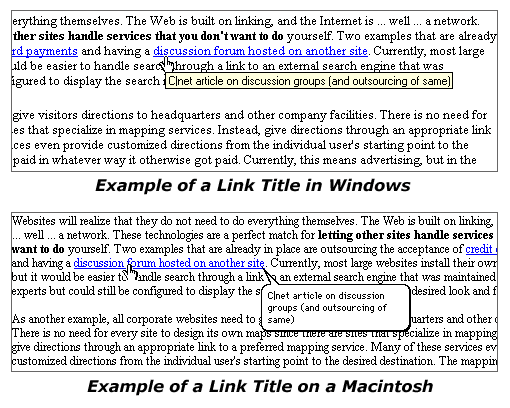 erything themselves. The Web is built on linking, and the Internet is ... well ... a network.
ther sites handle services that you don't want to do yourself. Two examples that are already
rd payments and having a discussion forum hosted on another site. Currently, most large
uld be easier to handle search through a link to an external search engine that was
igured to display the search
C|net article on discussion groups (and outsourcing of same)
give visitors directions to headquarters and other company facilities. There is no need for
es that specialize in mapping services. Instead, give directions through an appropriate link
ces even provide customized directions from the individual user's starting point to the
paid in whatever way it otherwise got paid. Currently, this means advertising, but in the
Example of a Link Title in Windows
Websites will realize that they do not need to do everything themselves. The Web is built on linking,
... well ... a network. These technologies are a perfect match for letting other sites handle services
want to do yourself. Two examples that are already in place are outsourcing the acceptance of credit
and having a discussion forum hosted on another site. Currently, most large websites install their own
but it would be easier to handle search through a link to an external search engine that was maintained
experts but could still be configured to display the s desired look and f
C|net article on discussion
groups (and outsourcing of
same)
As another example, all corporate websites need to g uarters and other
There is no need for every site to design its own maps since there are sites that specialize in mapping
give directions through an appropriate link to a preferred mapping service. Many of these services ev
customized directions from the individual user's starting point to the desired destination. The mappin
Example of a Link Title on a Macintosh